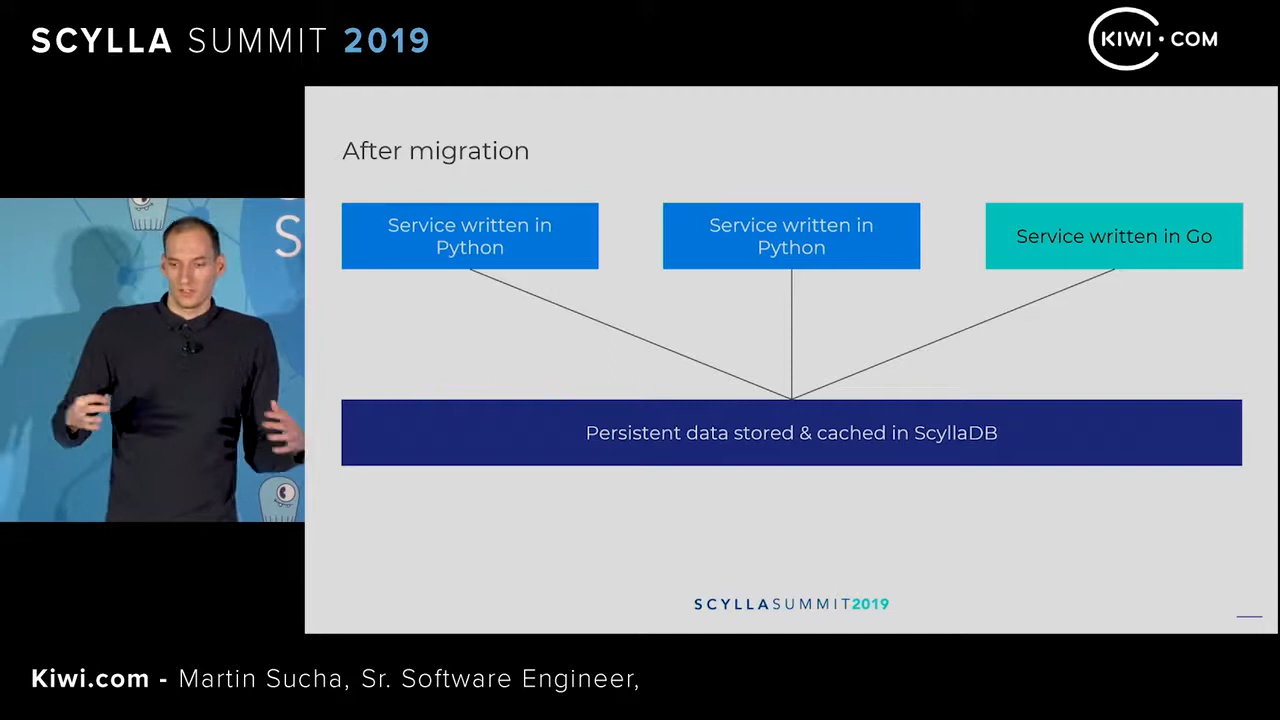 SCYLLA SUMMIT 2019
KIWI.COM
After migration
Service written in
Python
Service written in
Python
Service written in Go
Persistent data stored & cached in ScyllaDB
S
SCYLLASUMMIT2019
Kiwi.com - Martin Sucha, Sr. Software Engineer,